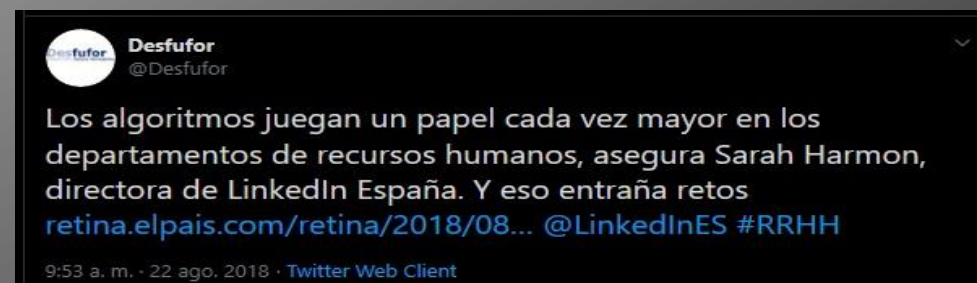 Desfufor
Desfufor
@Desfufor
Los algoritmos juegan un papel cada vez mayor en los
departamentos de recursos humanos, asegura Sarah Harmon,
directora de LinkedIn España. Y eso entraña retos
retina.elpais.com/retina/2018/08... @LinkedInES #RRHH
9:53 a. m. · 22 ago. 2018 · Twitter Web Client